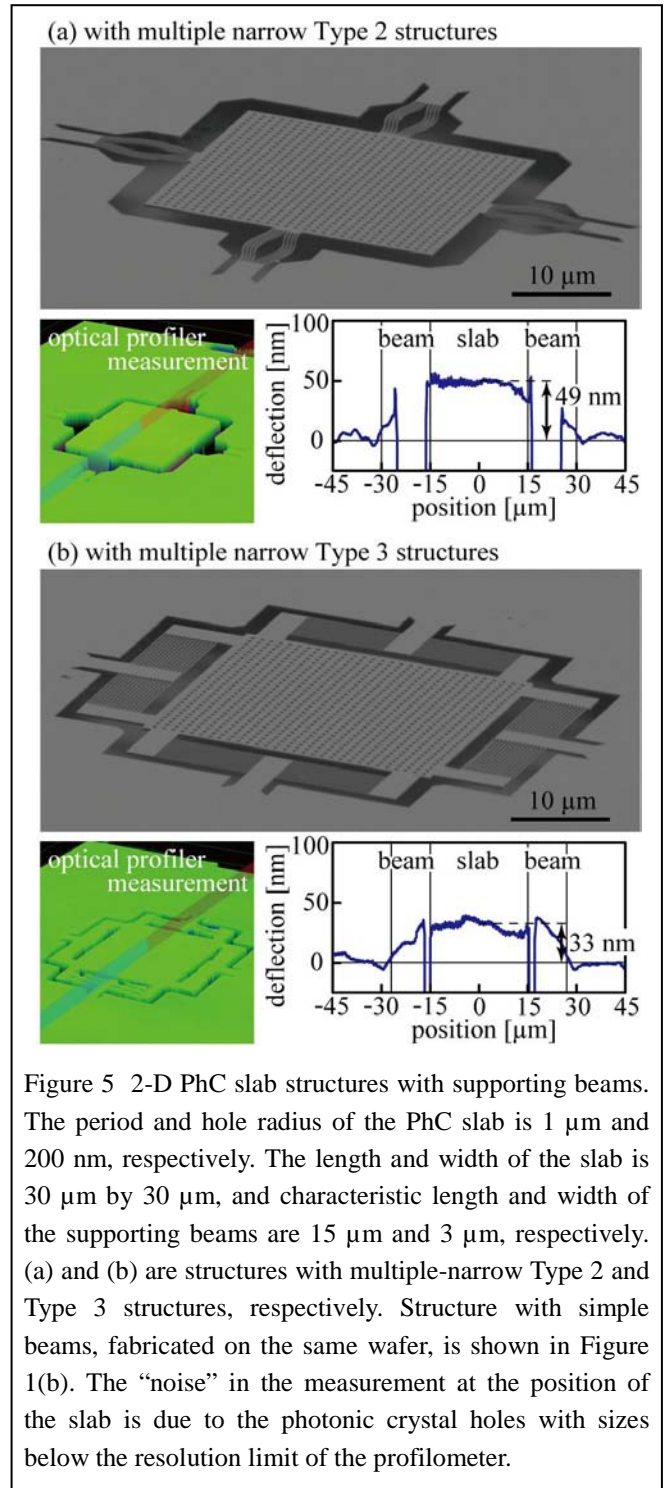 (a) with multiple narrow Type 2 structures
10 µm
optical profiler
measurement
deflection [nm]
100
50
0
beam slab beam
49 nm
-45 -30 -15 0 15 30 45
position [µm]
(b) with multiple narrow Type 3 structures
10 µm
optical profiler
measurement
deflection [nm]
100
50
0
beam slab beam
33 nm
-45 -30 -15 0 15 30 45
position [µm]
Figure 5 2-D PhC slab structures with supporting beams.
The period and hole radius of the PhC slab is 1 µm and
200 nm, respectively. The length and width of the slab is
30 µm by 30 µm, and characteristic length and width of
the supporting beams are 15 µm and 3 µm, respectively.
(a) and (b) are structures with multiple-narrow Type 2 and
Type 3 structures, respectively. Structure with simple
beams, fabricated on the same wafer, is shown in Figure
1(b). The “noise” in the measurement at the position of
the slab is due to the photonic crystal holes with sizes
below the resolution limit of the profilometer.